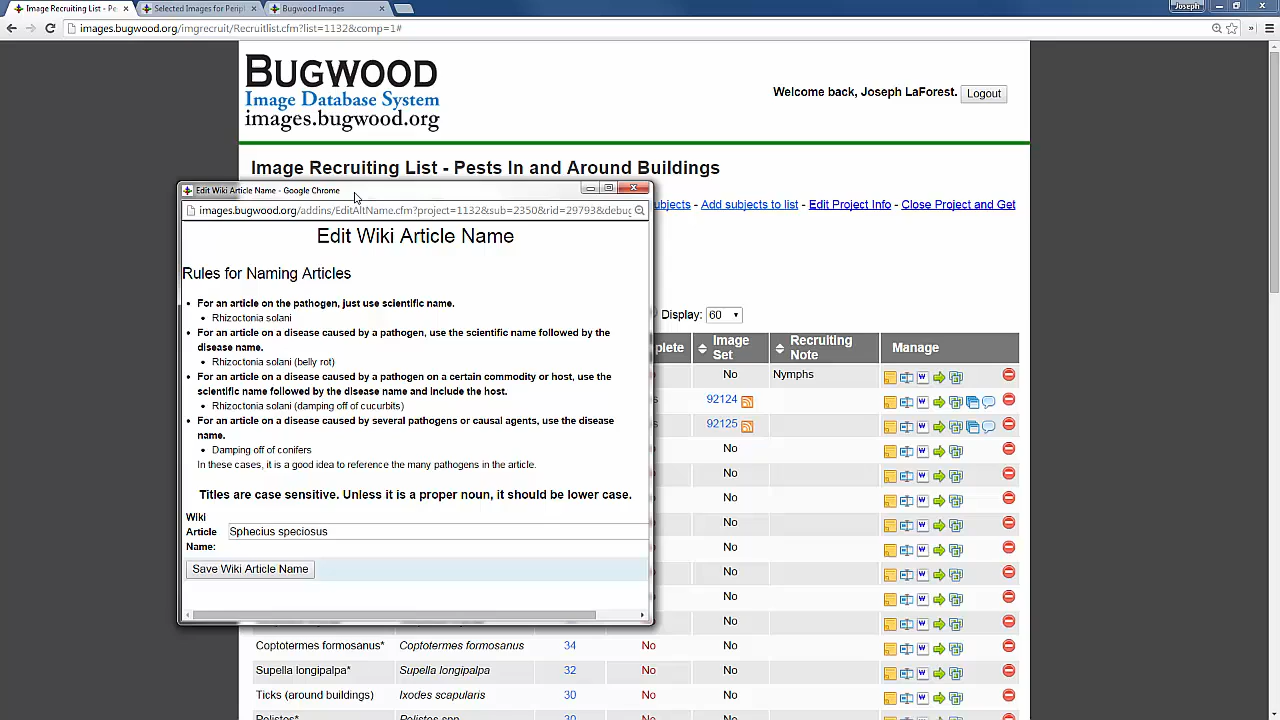 Image Recruiting List - Pe
Selected Images for Periph
Bugwood Images
Joseph
images.bugwood.org/imgrecruit/Recruitlist.cfm?list=1132&comp=1#
BUGWOOD
Image Database System
images.bugwood.org
Welcome back, Joseph LaForest.
Logout
Image Recruiting List - Pests In and Around Buildings
ubjects - Add subjects to list - Edit Project Info - Close Project and Get
Edit Wiki Article Name - Google Chrome
images.bugwood.org/addins/EditAltName.cfm?project=1132&sub=2350&rid=29793&debug
Edit Wiki Article Name
Rules for Naming Articles
For an article on the pathogen, just use scientific name.
Rhizoctonia solani
For an article on a disease caused by a pathogen, use the scientific name followed by the
disease name.
Rhizoctonia solani (belly rot)
For an article on a disease caused by a pathogen on a certain commodity or host, use the
scientific name followed by the disease name and include the host.
Rhizoctonia solani (damping off of cucurbits)
For an article on a disease caused by several pathogens or causal agents, use the disease
name.
Damping off of conifers
In these cases, it is a good idea to reference the many pathogens in the article.
Titles are case sensitive. Unless it is a proper noun, it should be lower case.
Wiki
Article
Name:
Sphecius speciosus
Save Wiki Article Name
Display: 60
plete
Image
Set
Recruiting
Note
Manage
No Nymphs
s 92124
s 92125
No
No
No
No
No
No
No
No
Coptotermes formosanus* Coptotermes formosanus 34 No No
Supella longipalpa* Supella longipalpa 32 No No
Ticks (around buildings) Ixodes scapularis 30 No No
Polistes* Polistes spp. 30 No No